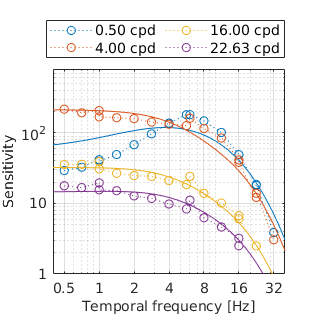 0.50 cpd 16.00 cpd
4.00 cpd 22.63 cpd
10²
10
1
Sensitivity
0.5 1 2 4 8 16 32
Temporal frequency [Hz]